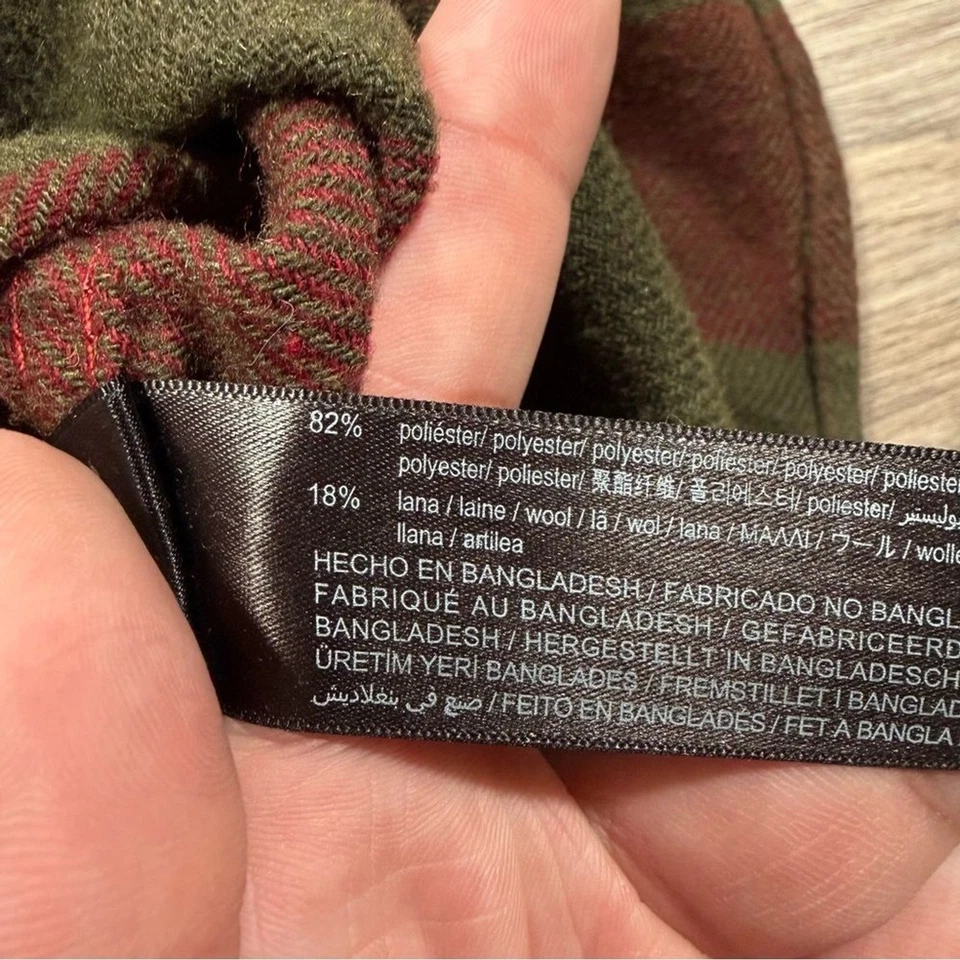 82% poliéster/ polyester/ polyester/ poliéster/ polyester/ poliester
polyester/ poliester/ 聚酯纤维/ 폴리에스터/ poliester/ بوليستر
18% lana / laine / wool / lã / wol / lana / ΜΑΛΛΙ / ウール / wolle
llana / artilea
HECHO EN BANGLADESH / FABRICADO NO BANGL
FABRIQUÉ AU BANGLADESH / GEFABRICEERD
BANGLADESH / HERGESTELLT IN BANGLADESCH
ÜRETİM YERİ BANGLADEŞ / FREMSTILLET I BANGLAD
صنع في بنغلاديش / FEITO EN BANGLADÉS / FET A BANGLA